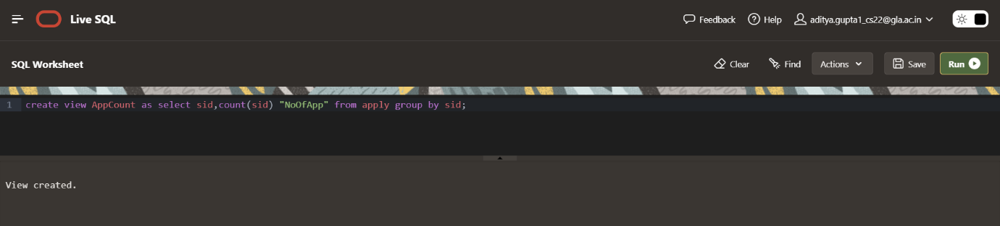 Live SQL Feedback Help aditya.gupta1_cs22@gla.ac.in
SQL Worksheet Clear Find Actions Save Run
1 create view AppCount as select sid,count(sid) "NoOfApp" from apply group by sid;
View created.